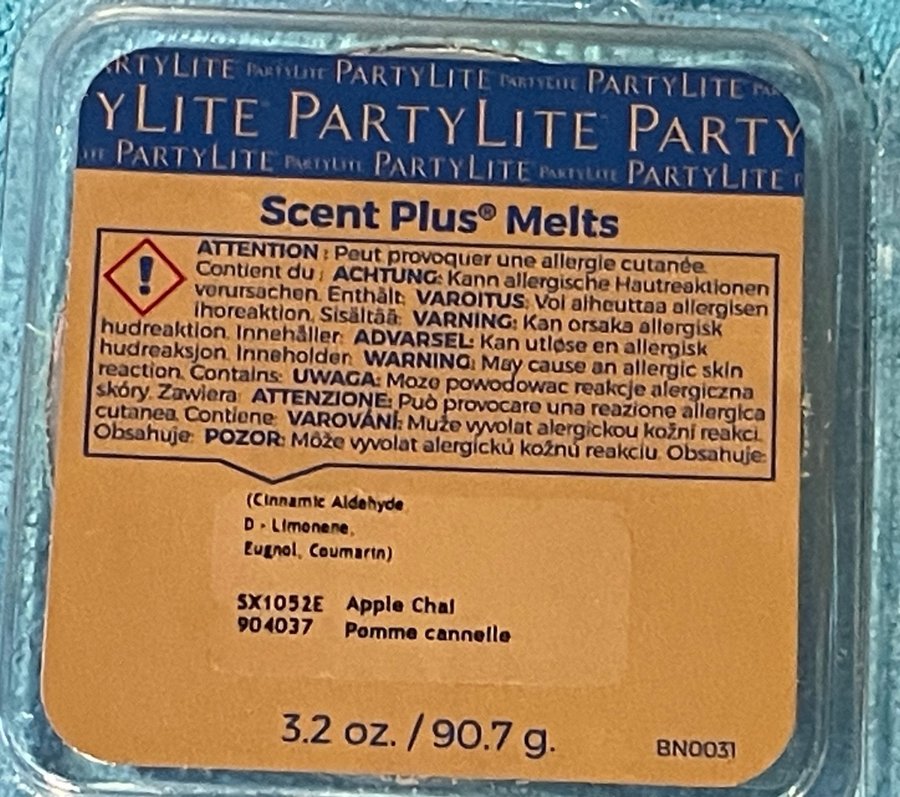 RTYLITE PARTYLITE PARTYLITE PARTYLITE PARTYLITE
YLITE PARTYLITE PARTY
PARTYLITE PARTYLITE PARTYLITE PARTYLITE PARTYLITE
Scent Plus® Melts
ATTENTION : Peut provoquer une allergie cutanée.
Contient du : ACHTUNG: Kann allergische Hautreaktionen
verursachen. Enthält: VAROITUS: Voi aiheuttaa allergisen
ihoreaktion. Sisältää: VARNING: Kan orsaka allergisk
hudreaktion. Innehåller: ADVARSEL: Kan utløse en allergisk
hudreaksjon. Inneholder: WARNING: May cause an allergic skin
reaction. Contains: UWAGA: Moze powodowac reakcje alergiczna
skóry. Zawiera: ATTENZIONE: Può provocare una reazione allergica
cutanea. Contiene: VAROVÁNÍ: Muže vyvolat alergickou kožní reakci.
Obsahuje: POZOR: Môže vyvolat alergickú kožnú reakciu. Obsahuje:
(Cinnamic Aldehyde
D - Limonene,
Eugnol, Coumarin)
SX1052E Apple Chai
904037 Pomme cannelle
3.2 oz. / 90.7 g.
BN0031